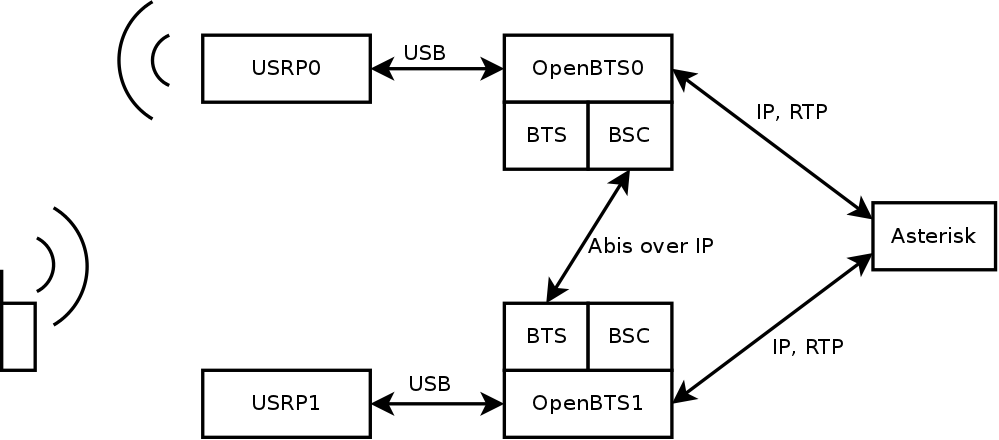 USRP0
USB
OpenBTS0
BTS
BSC
IP, RTP
Asterisk
Abis over IP
BTS
BSC
IP, RTP
USRP1
USB
OpenBTS1